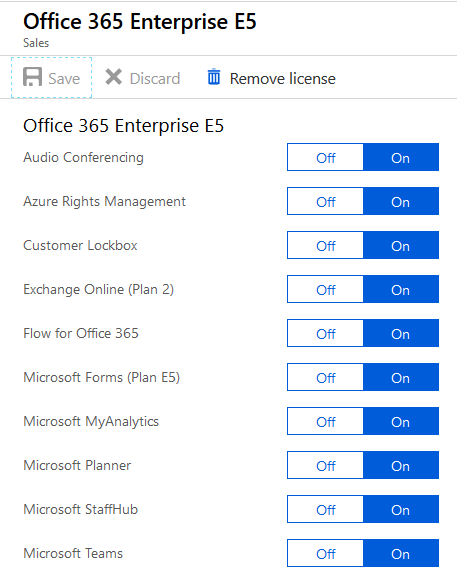 Office 365 Enterprise E5
Sales
Save Discard Remove license
Office 365 Enterprise E5
Audio Conferencing Off On
Azure Rights Management Off On
Customer Lockbox Off On
Exchange Online (Plan 2) Off On
Flow for Office 365 Off On
Microsoft Forms (Plan E5) Off On
Microsoft MyAnalytics Off On
Microsoft Planner Off On
Microsoft StaffHub Off On
Microsoft Teams Off On